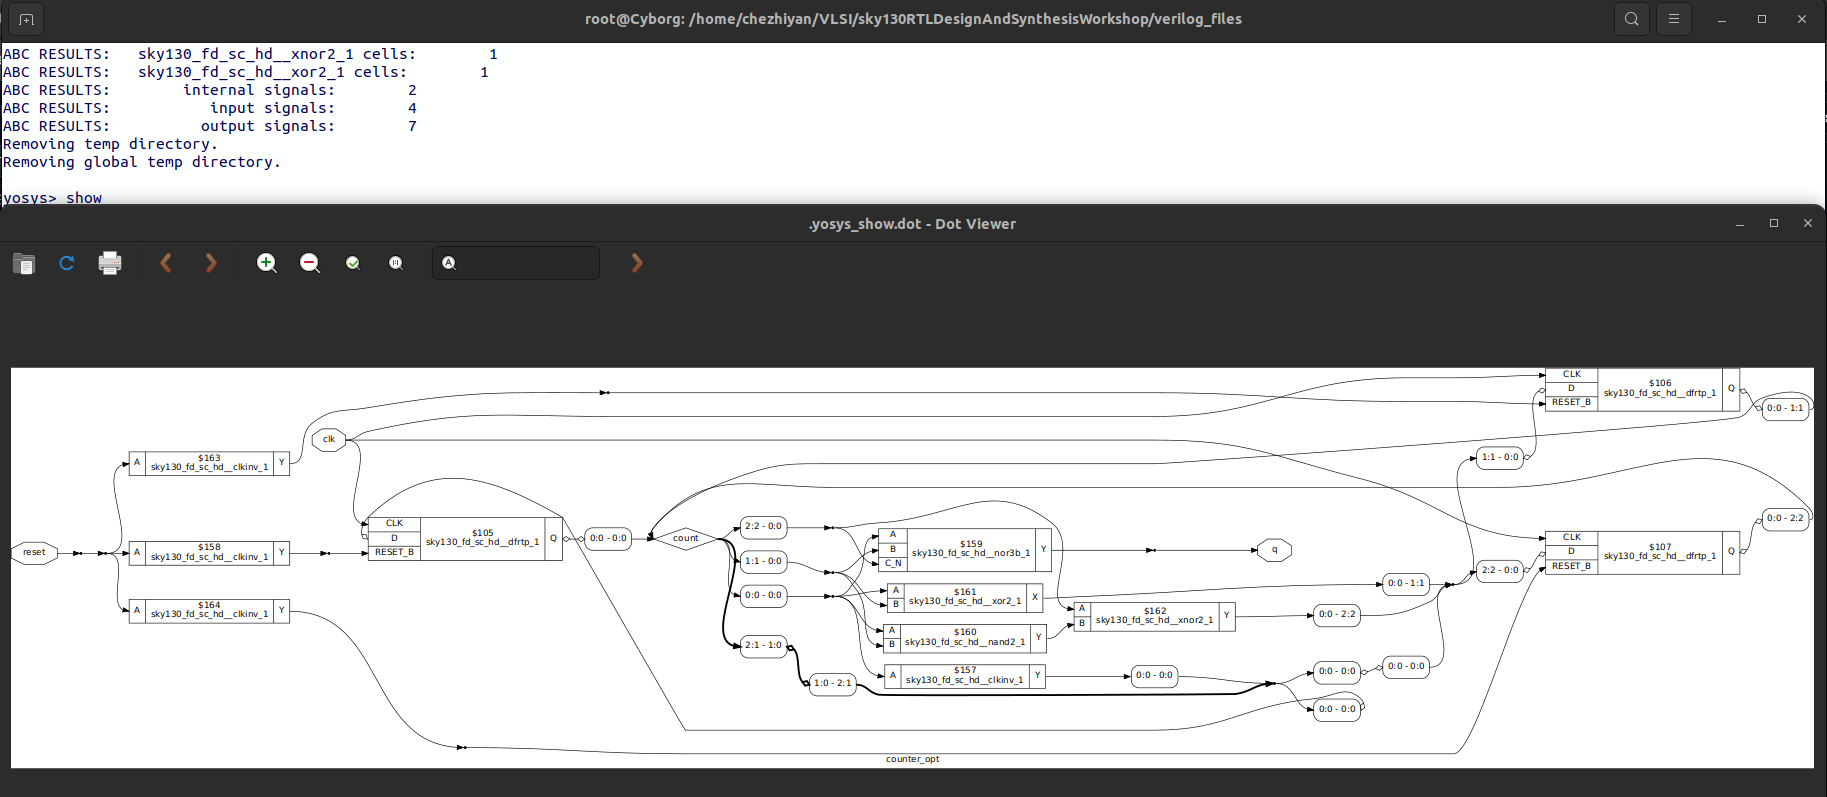 root@Cyborg: /home/chezhiyan/VLSI/sky130RTLDesignAndSynthesisWorkshop/verilog_files
ABC RESULTS:   sky130_fd_sc_hd__xnor2_1 cells:        1
ABC RESULTS:   sky130_fd_sc_hd__xor2_1 cells:        1
ABC RESULTS:        internal signals:        2
ABC RESULTS:           input signals:        4
ABC RESULTS:          output signals:        7
Removing temp directory.
Removing global temp directory.
yosys> show
.yosys_show.dot - Dot Viewer
CLK
D
RESET_B
$106
sky130_fd_sc_hd__dfrtp_1
Q
0:0 - 1:1
clk
A
$163
sky130_fd_sc_hd__clkinv_1
Y
1:1 - 0:0
reset
A
$158
sky130_fd_sc_hd__clkinv_1
Y
CLK
D
RESET_B
$105
sky130_fd_sc_hd__dfrtp_1
Q
0:0 - 0:0
count
2:2 - 0:0
1:1 - 0:0
0:0 - 0:0
2:1 - 1:0
1:0 - 2:1
A
B
C_N
$159
sky130_fd_sc_hd__nor3b_1
Y
q
A
B
$161
sky130_fd_sc_hd__xor2_1
X
0:0 - 1:1
A
B
$160
sky130_fd_sc_hd__nand2_1
Y
A
B
$162
sky130_fd_sc_hd__xnor2_1
Y
0:0 - 2:2
A
$157
sky130_fd_sc_hd__clkinv_1
Y
0:0 - 0:0
0:0 - 0:0
0:0 - 0:0
0:0 - 0:0
2:2 - 0:0
CLK
D
RESET_B
$107
sky130_fd_sc_hd__dfrtp_1
Q
0:0 - 2:2
A
$164
sky130_fd_sc_hd__clkinv_1
Y
counter_opt